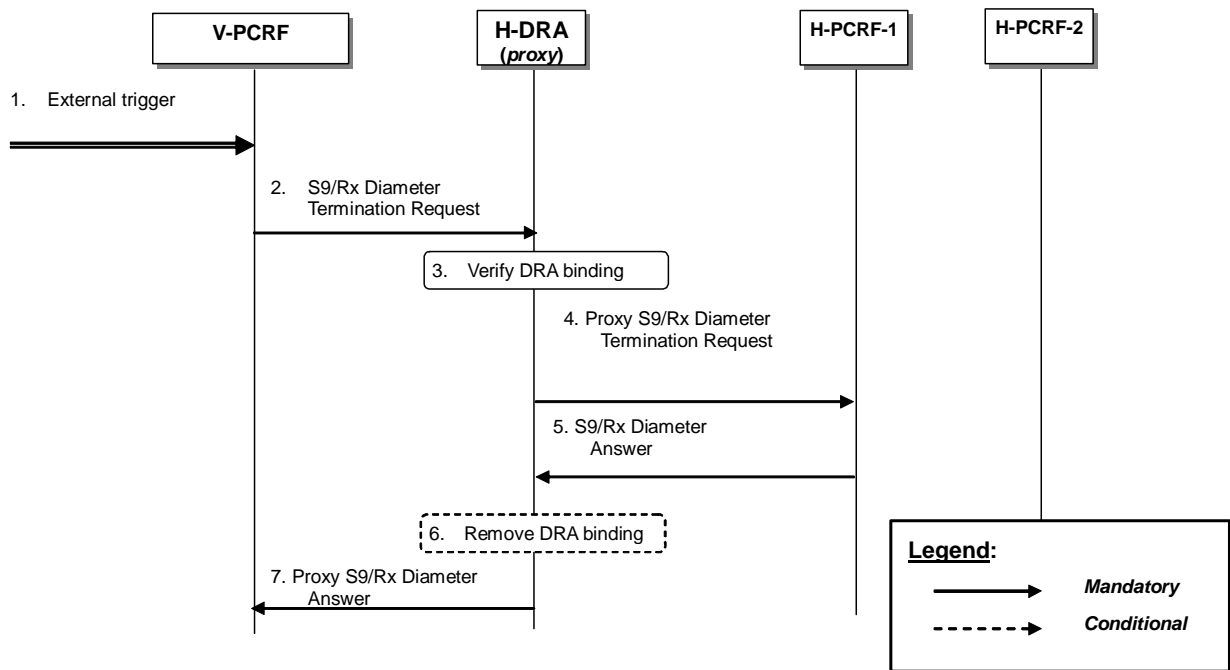 V-PCRF
H-DRA
(proxy)
H-PCRF-1
H-PCRF-2
1. External trigger
2. S9/Rx Diameter
Termination Request
3. Verify DRA binding
4. Proxy S9/Rx Diameter
Termination Request
5. S9/Rx Diameter
Answer
6. Remove DRA binding
7. Proxy S9/Rx Diameter
Answer
Legend:
Mandatory
Conditional